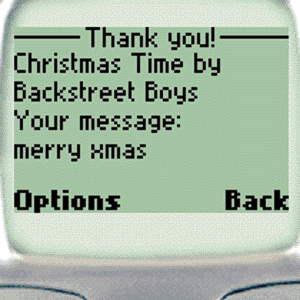 Thank you!
Christmas Time by
Backstreet Boys
Your message:
merry xmas
Options Back